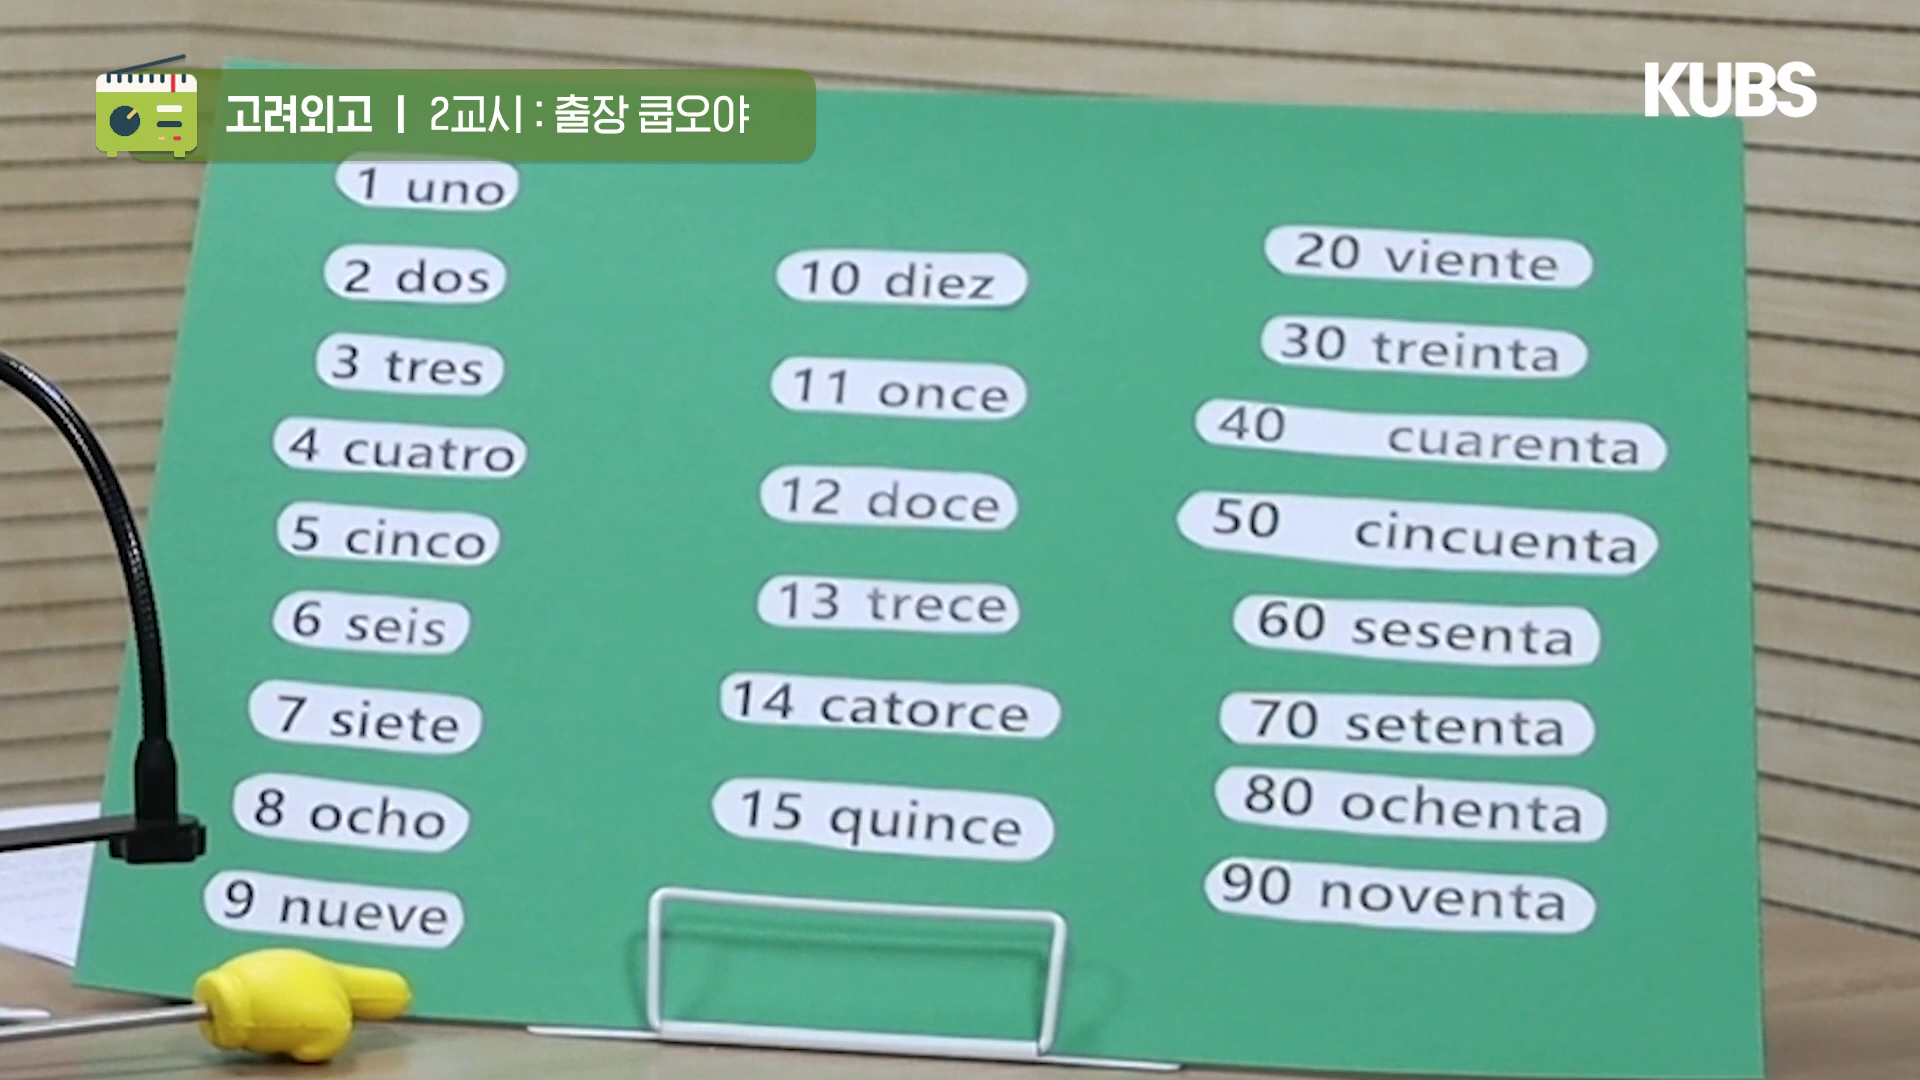 고려외고 | 2교시 : 출장 쿱오야
KUBS
1 uno
2 dos
3 tres
4 cuatro
5 cinco
6 seis
7 siete
8 ocho
9 nueve
10 diez
11 once
12 doce
13 trece
14 catorce
15 quince
20 viente
30 treinta
40 cuarenta
50 cincuenta
60 sesenta
70 setenta
80 ochenta
90 noventa